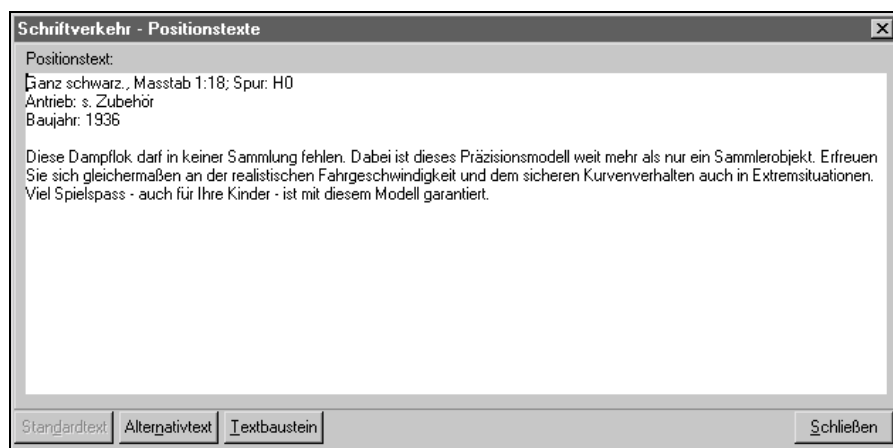 Schriftverkehr - Positionstexte
Positionstext:
Ganz schwarz., Masstab 1:18; Spur: H0
Antrieb: s. Zubehör
Baujahr: 1936
Diese Dampflok darf in keiner Sammlung fehlen. Dabei ist dieses Präzisionsmodell weit mehr als nur ein Sammlerobjekt. Erfreuen
Sie sich gleichermaßen an der realistischen Fahrgeschwindigkeit und dem sicheren Kurvenverhalten auch in Extremsituationen.
Viel Spielspass - auch für Ihre Kinder - ist mit diesem Modell garantiert.
Standardtext Alternativtext Textbaustein Schließen